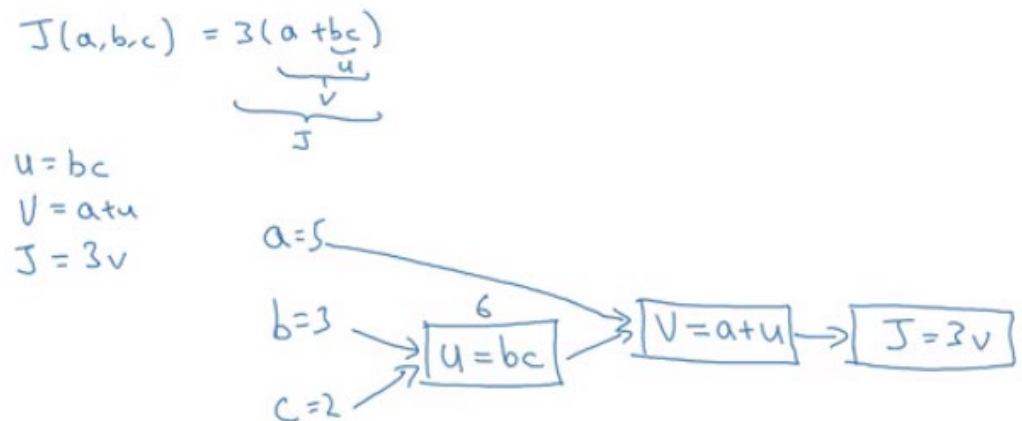 J(a,b,c) = 3(a+bc)
u
v
J
u = bc
V = a+u
J = 3v
a=5
b=3
6
u = bc
V = a+u
J = 3v
c=2